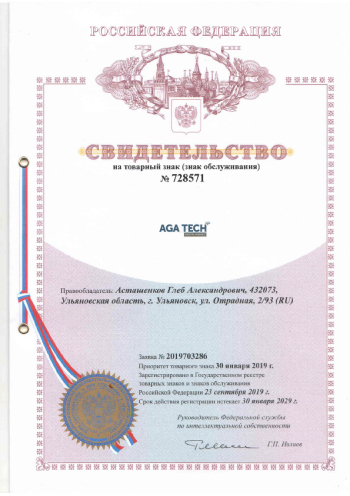 РОССИЙСКАЯ ФЕДЕРАЦИЯ
СВИДЕТЕЛЬСТВО
на товарный знак (знак обслуживания)
№ 728571
AGA TECH
Правообладатель: Асташенков Глеб Александрович, 432073,
Ульяновская область, г. Ульяновск, ул. Отрадная, 2/93 (RU)
Заявка № 2019703286
Приоритет товарного знака 30 января 2019 г.
Зарегистрировано в Государственном реестре
товарных знаков и знаков обслуживания
Российской Федерации 23 сентября 2019 г.
Срок действия регистрации истекает 30 января 2029 г.
Руководитель Федеральной службы
по интеллектуальной собственности
Г.П. Ивлиев